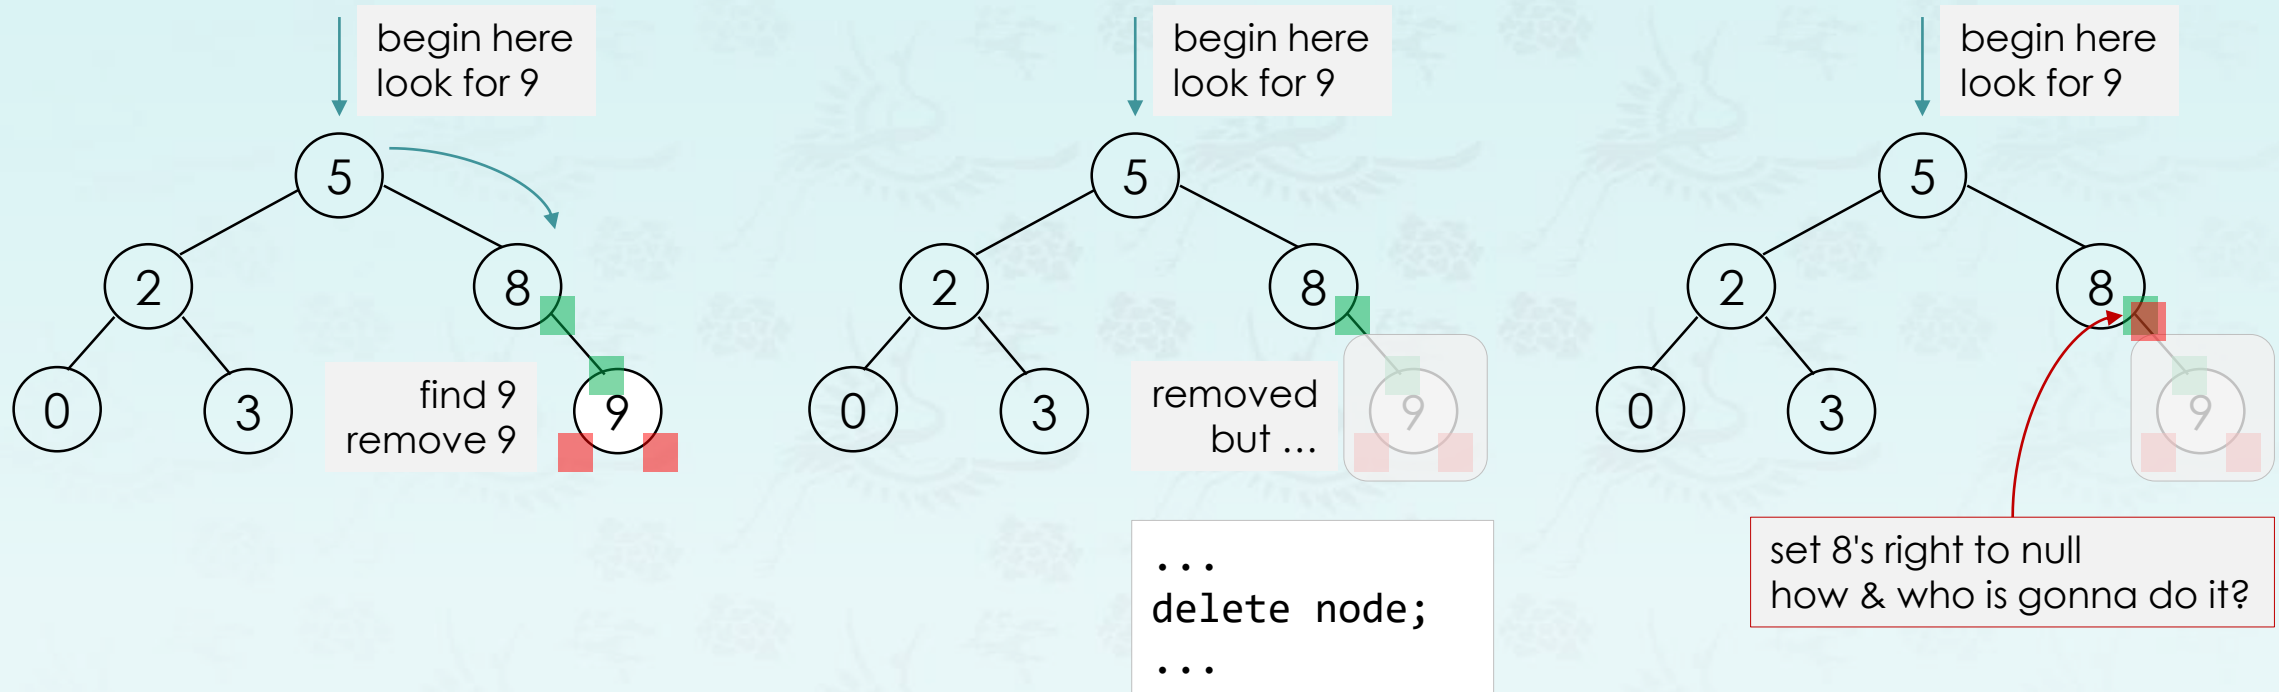 begin here
look for 9
5
2
8
0
3
9
find 9
remove 9
begin here
look for 9
5
2
8
0
3
9
removed
but ...
...
delete node;
...
begin here
look for 9
5
2
8
0
3
9
set 8's right to null
how & who is gonna do it?